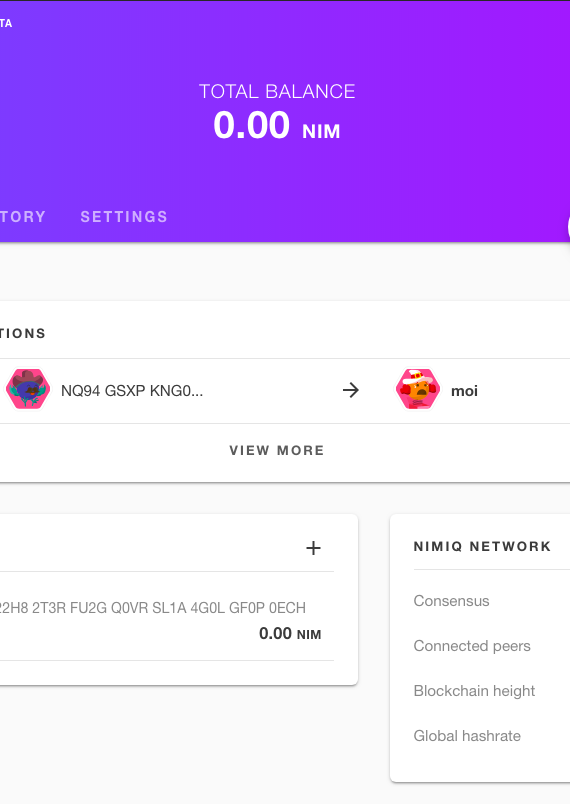 TA
TOTAL BALANCE
0.00 NIM
TORY SETTINGS
TIONS
NQ94 GSXP KNG0... moi
VIEW MORE
22H8 2T3R FU2G Q0VR SL1A 4G0L GF0P 0ECH
0.00 NIM
NIMIQ NETWORK
Consensus
Connected peers
Blockchain height
Global hashrate